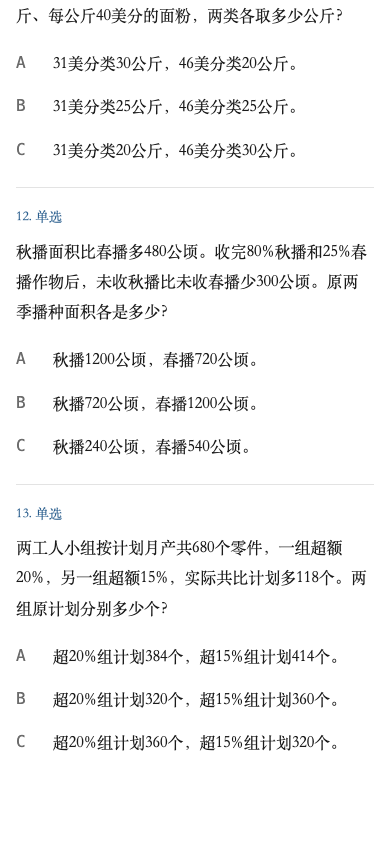 斤、每公斤40美分的面粉，两类各取多少公斤？
A 31美分类30公斤，46美分类20公斤。
B 31美分类25公斤，46美分类25公斤。
C 31美分类20公斤，46美分类30公斤。
12. 单选
秋播面积比春播多480公顷。收完80%秋播和25%春
播作物后，未收秋播比未收春播少300公顷。原两
季播种面积各是多少？
A 秋播1200公顷，春播720公顷。
B 秋播720公顷，春播1200公顷。
C 秋播240公顷，春播540公顷。
13. 单选
两工人小组按计划月产共680个零件，一组超额
20%，另一组超额15%，实际共比计划多118个。两
组原计划分别多少个？
A 超20%组计划384个，超15%组计划414个。
B 超20%组计划320个，超15%组计划360个。
C 超20%组计划360个，超15%组计划320个。